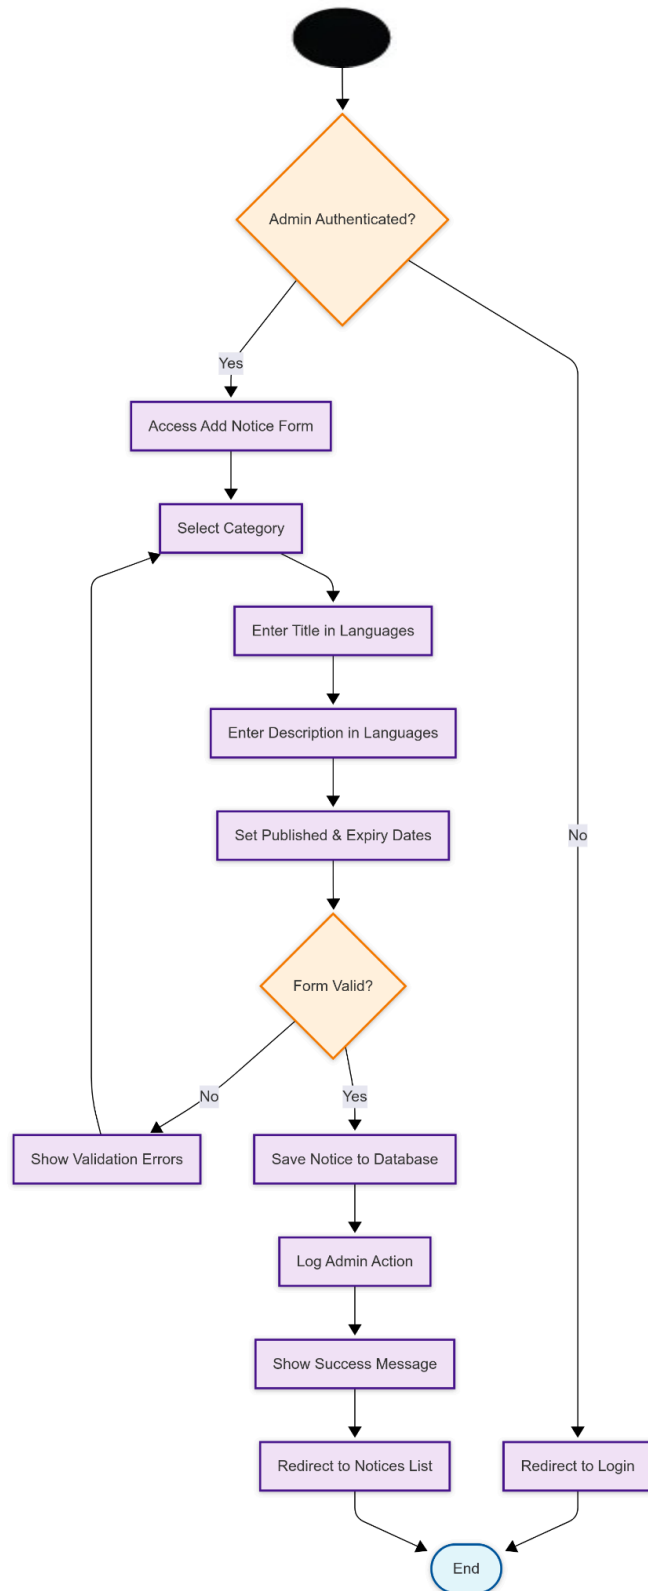 Admin Authenticated?
Yes
Access Add Notice Form
Select Category
Enter Title in Languages
Enter Description in Languages
Set Published & Expiry Dates
No
Form Valid?
No
Yes
Show Validation Errors
Save Notice to Database
Log Admin Action
Show Success Message
Redirect to Notices List
Redirect to Login
End